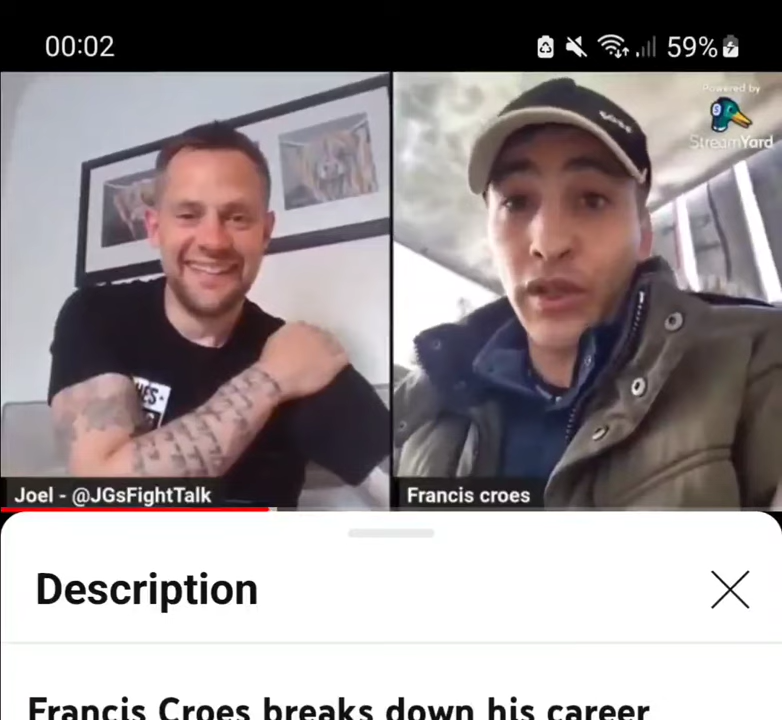 00:02
59%
Powered by
StreamYard
Joel - @JGsFightTalk
Francis croes
Description
Francis Croes breaks down his career